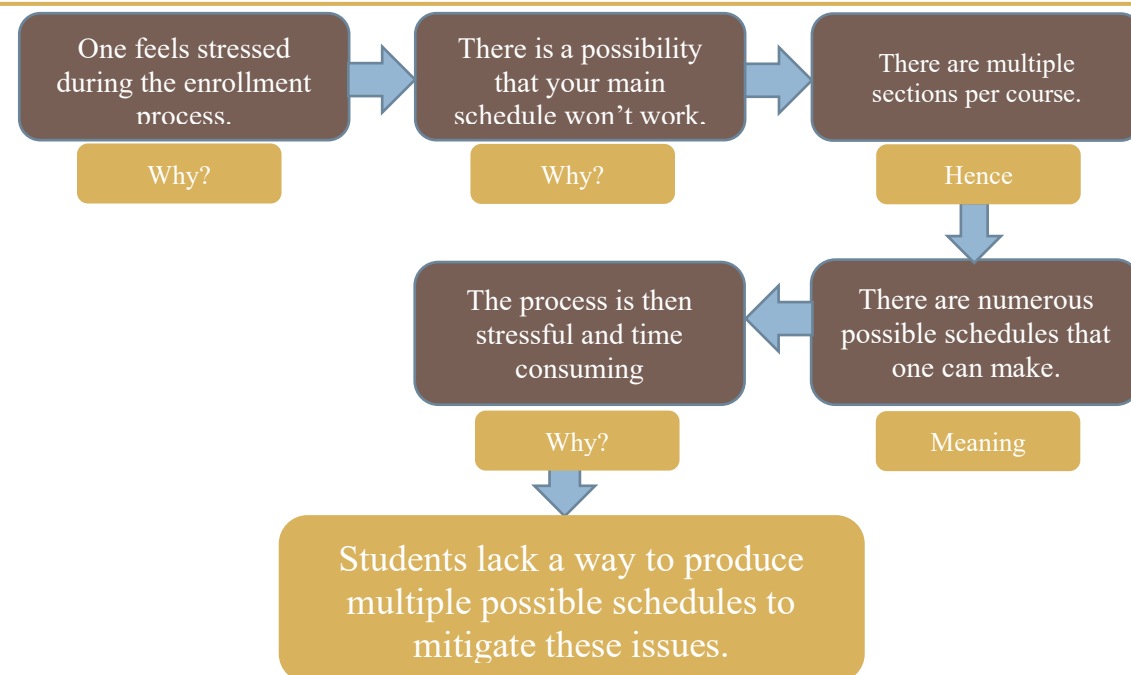 One feels stressed
during the enrollment
process.
Why?
There is a possibility
that your main
schedule won't work.
Why?
There are multiple
sections per course.
Hence
There are numerous
possible schedules that
one can make.
Meaning
The process is then
stressful and time
consuming
Why?
Students lack a way to produce
multiple possible schedules to
mitigate these issues.